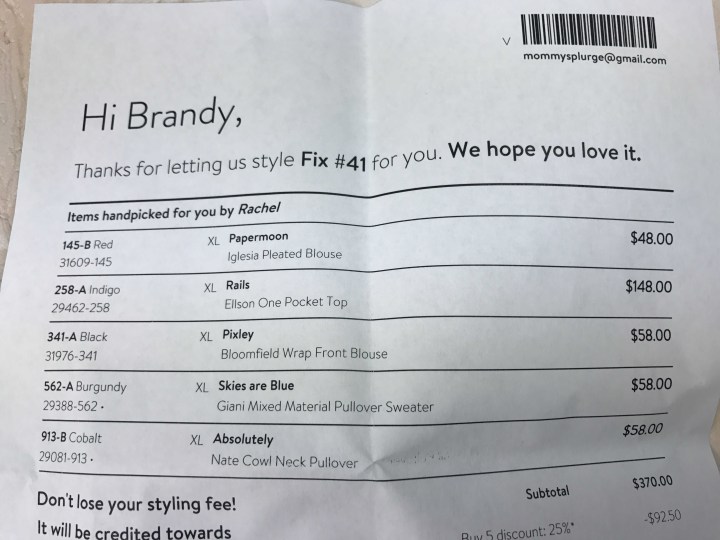 V
mommysplurge@gmail.com
Hi Brandy,
Thanks for letting us style Fix #41 for you. We hope you love it.
Items handpicked for you by Rachel
145-B Red XL Papermoon $48.00
31609-145 Iglesia Pleated Blouse
258-A Indigo XL Rails $148.00
29462-258 Ellson One Pocket Top
341-A Black XL Pixley $58.00
31976-341 Bloomfield Wrap Front Blouse
562-A Burgundy XL Skies are Blue $58.00
29388-562 • Giani Mixed Material Pullover Sweater
913-B Cobalt XL Absolutely $58.00
29081-913 • Nate Cowl Neck Pullover
Don't lose your styling fee! Subtotal $370.00
It will be credited towards Buy 5 discount: 25%* -$92.50